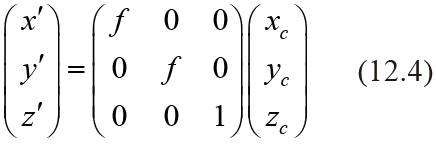 (x′ y′ z′) = (f 0 0; 0 f 0; 0 0 1)(x_c y_c z_c) (12.4)